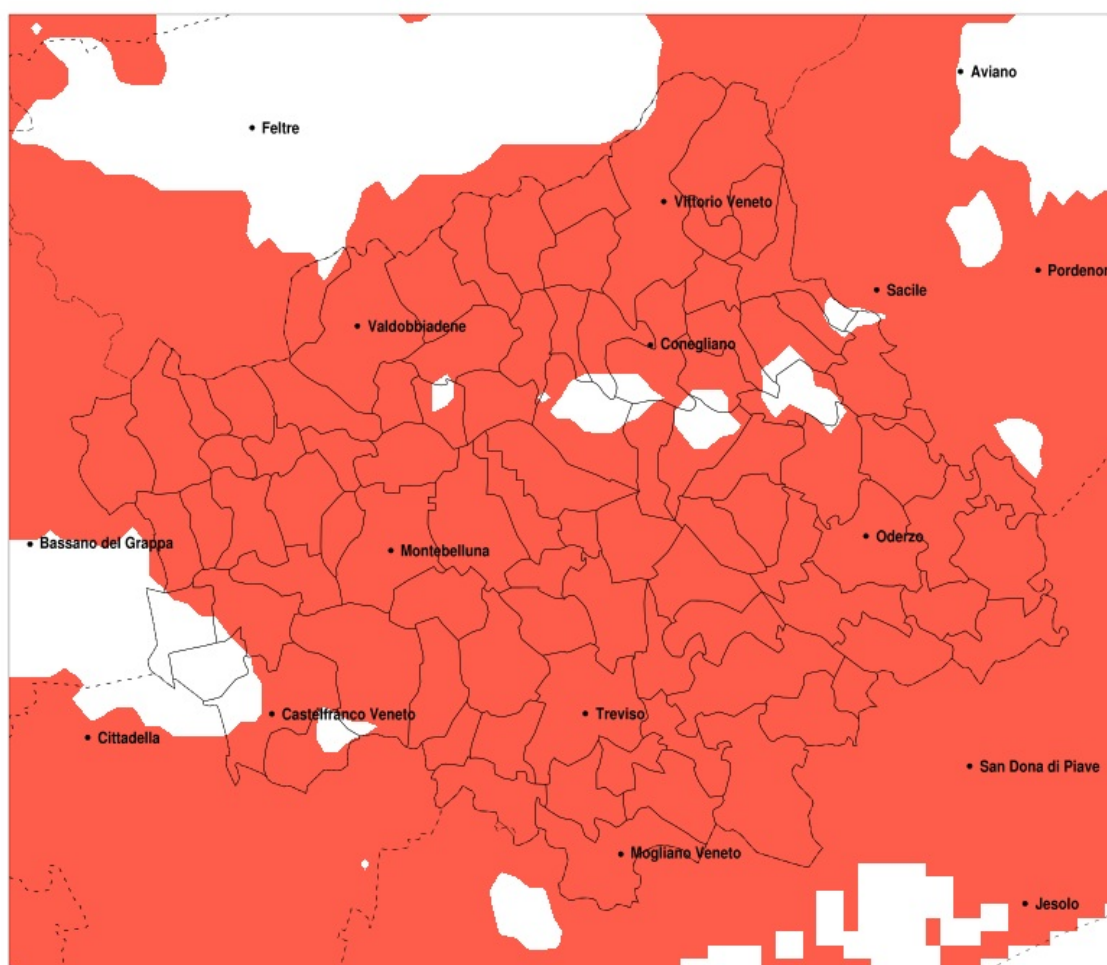 Aviano
Feltre
Vittorio Veneto
Pordenon
Sacile
Valdobbiadene
Conegliano
Oderzo
Bassano del Grappa
Montebelluna
Castelfranco Veneto
Treviso
Cittadella
San Dona di Piave
Mogliano Veneto
Jesolo